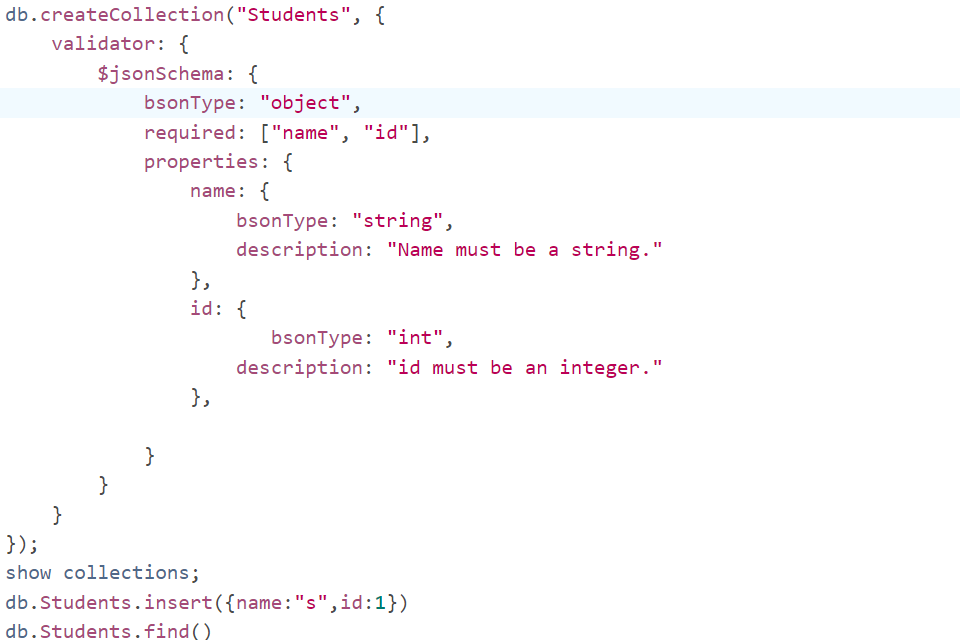 db.createCollection("Students", {
    validator: {
        $jsonSchema: {
            bsonType: "object",
            required: ["name", "id"],
            properties: {
                name: {
                    bsonType: "string",
                    description: "Name must be a string."
                },
                id: {
                       bsonType: "int",
                    description: "id must be an integer."
                },

            }
        }
    }
});
show collections;
db.Students.insert({name:"s",id:1})
db.Students.find()